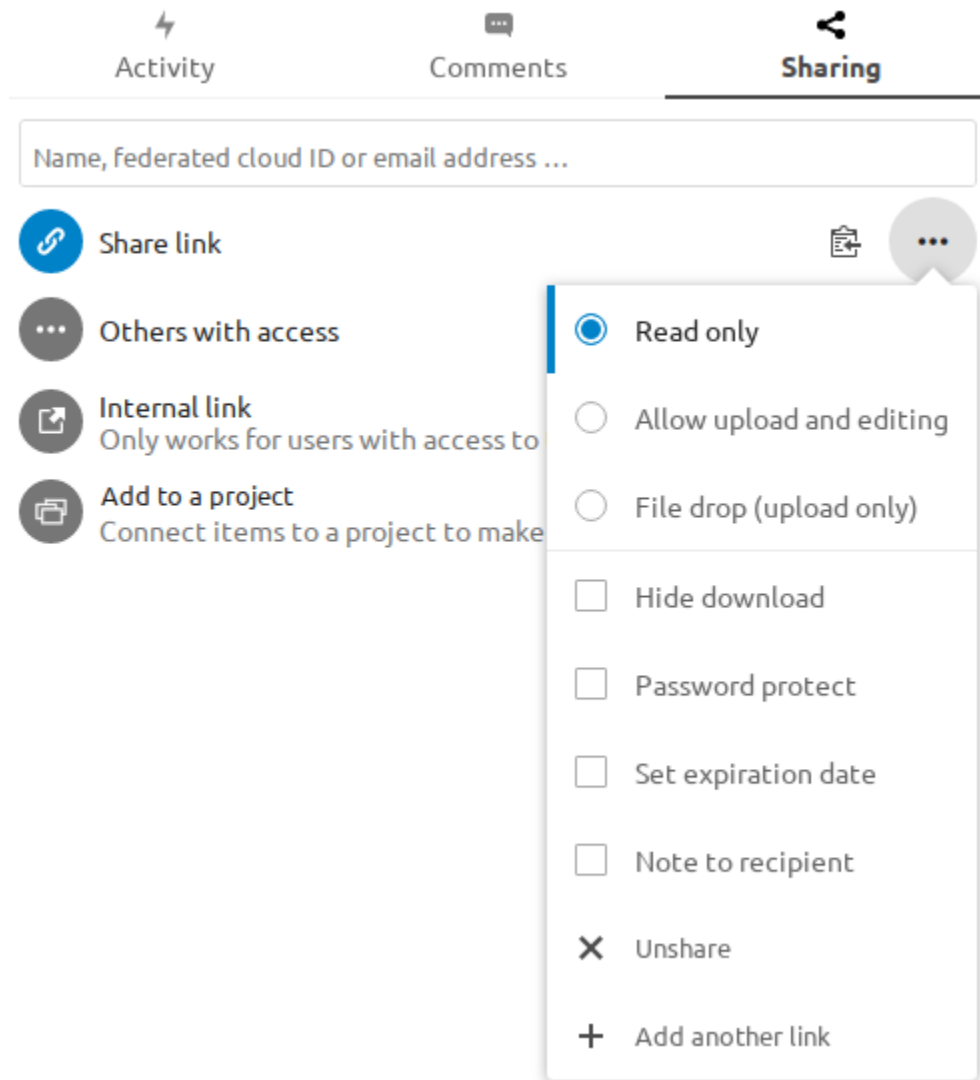 Activity
Comments
Sharing
Name, federated cloud ID or email address …
Share link
Others with access
Internal link
Only works for users with access to
Add to a project
Connect items to a project to make
Read only
Allow upload and editing
File drop (upload only)
Hide download
Password protect
Set expiration date
Note to recipient
Unshare
Add another link